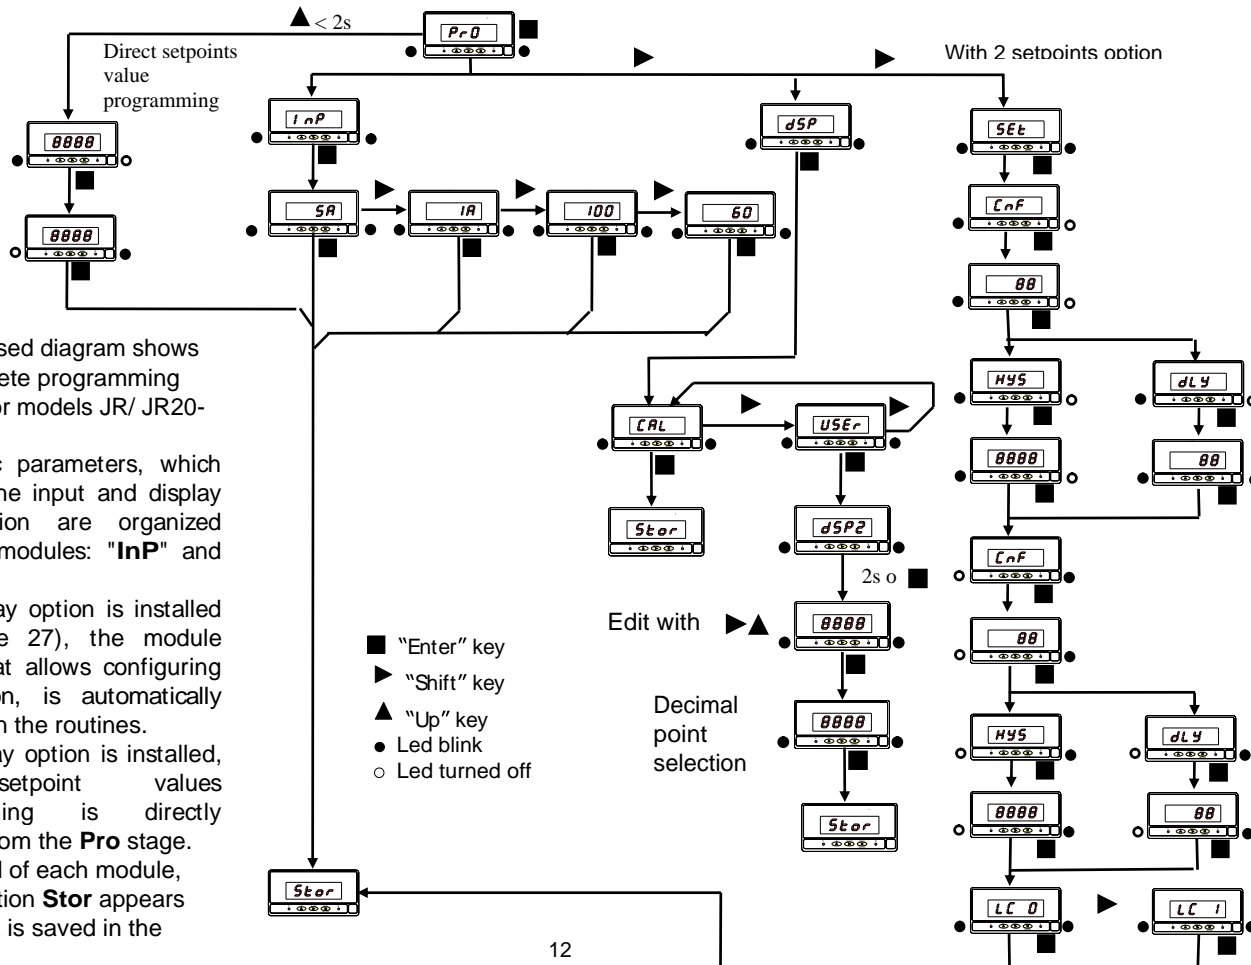 < 2s
Pr0
Direct setpoints
value
programming
With 2 setpoints option
InP
dSP
SEt
8888
8888
5A
1A
100
60
CnF
88
sed diagram shows
ete programming
or models JR/ JR20-
c parameters, which
ne input and display
ion are organized
modules: "InP" and
ay option is installed
e 27), the module
at allows configuring
on, is automatically
n the routines.
ay option is installed,
setpoint values
ing is directly
om the Pro stage.
l of each module,
tion Stor appears
is saved in the
HYS
dLY
8888
88
CAL
USEr
Stor
dSP2
2s o
Edit with
8888
Decimal
point
selection
8888
Stor
CnF
88
HYS
dLY
8888
88
LC 0
LC 1
"Enter" key
"Shift" key
"Up" key
Led blink
Led turned off
Stor
12